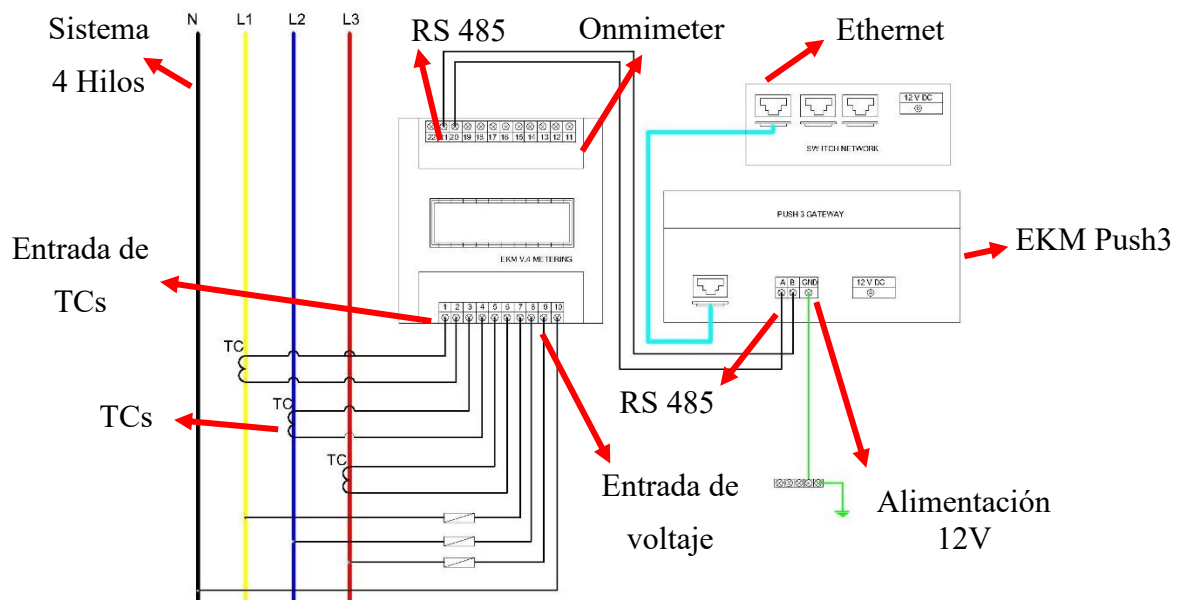 Sistema
4 Hilos
N L1 L2 L3
RS 485
Onmimeter
Ethernet
22 21 20 19 18 17 16 15 14 13 12 11
12 V DC
SWITCH NETWORK
PUSH 3 GATEWAY
EKM Push3
EKM V.4 METERING
Entrada de
TCs
A B GND
12 V DC
1 2 3 4 5 6 7 8 9 10
TC
TC
TCs
TC
RS 485
Entrada de
voltaje
Alimentación
12V